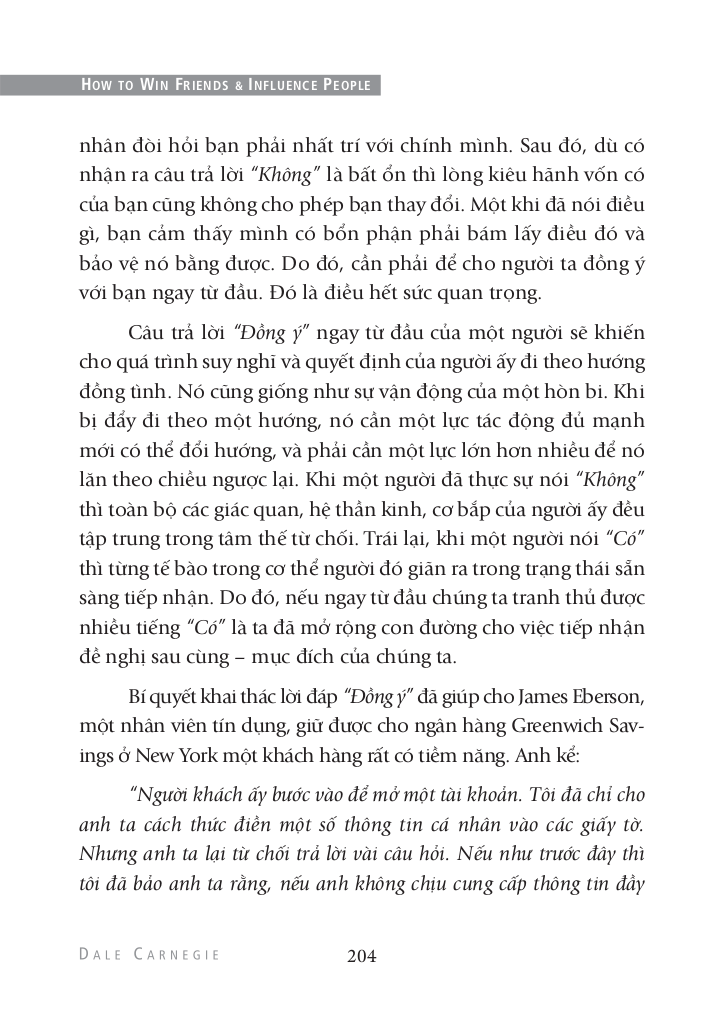 HOW TO WIN FRIENDS & INFLUENCE PEOPLE
nhân đòi hỏi bạn phải nhất trí với chính mình. Sau đó, dù có
nhận ra câu trả lời “Không” là bất ổn thì lòng kiêu hãnh vốn có
của bạn cũng không cho phép bạn thay đổi. Một khi đã nói điều
gì, bạn cảm thấy mình có bổn phận phải bám lấy điều đó và
bảo vệ nó bằng được. Do đó, cần phải để cho người ta đồng ý
với bạn ngay từ đầu. Đó là điều hết sức quan trọng.
Câu trả lời “Đồng ý” ngay từ đầu của một người sẽ khiến
cho quá trình suy nghĩ và quyết định của người ấy đi theo hướng
đồng tình. Nó cũng giống như sự vận động của một hòn bi. Khi
bị đẩy đi theo một hướng, nó cần một lực tác động đủ mạnh
mới có thể đổi hướng, và phải cần một lực lớn hơn nhiều để nó
lăn theo chiều ngược lại. Khi một người đã thực sự nói “Không”
thì toàn bộ các giác quan, hệ thần kinh, cơ bắp của người ấy đều
tập trung trong tâm thế từ chối. Trái lại, khi một người nói “Có”
thì từng tế bào trong cơ thể người đó giãn ra trong trạng thái sẵn
sàng tiếp nhận. Do đó, nếu ngay từ đầu chúng ta tranh thủ được
nhiều tiếng “Có” là ta đã mở rộng con đường cho việc tiếp nhận
đề nghị sau cùng – mục đích của chúng ta.
Bí quyết khai thác lời đáp “Đồng ý” đã giúp cho James Eberson,
một nhân viên tín dụng, giữ được cho ngân hàng Greenwich Sav-
ings ở New York một khách hàng rất có tiềm năng. Anh kể:
“Người khách ấy bước vào để mở một tài khoản. Tôi đã chỉ cho
anh ta cách thức điền một số thông tin cá nhân vào các giấy tờ.
Nhưng anh ta lại từ chối trả lời vài câu hỏi. Nếu như trước đây thì
tôi đã bảo anh ta rằng, nếu anh không chịu cung cấp thông tin đầy
DALE CARNEGIE
204